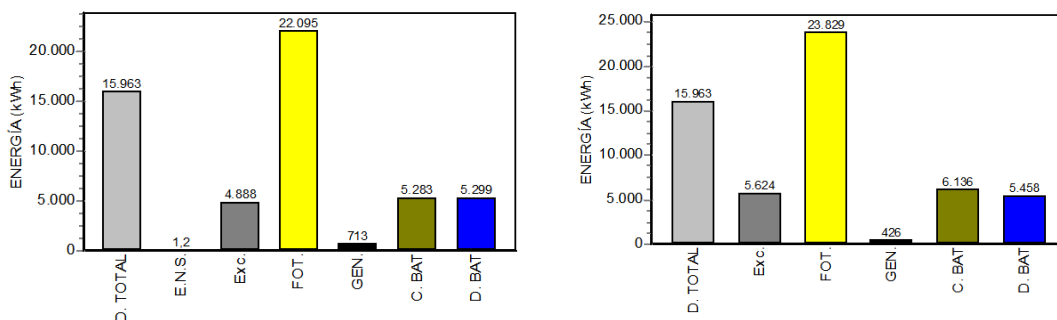 22.095
20.000
15.963
15.000
10.000
ENERGÍA (kWh)
4.888
5.283
5.299
5.000
713
1,2
0
D. TOTAL
E.N.S.
Exc.
FOT.
GEN.
C. BAT
D. BAT
25.000
23.829
20.000
15.963
15.000
10.000
ENERGÍA (kWh)
5.624
6.136
5.458
5.000
426
0
D. TOTAL
Exc.
FOT.
GEN.
C. BAT
D. BAT